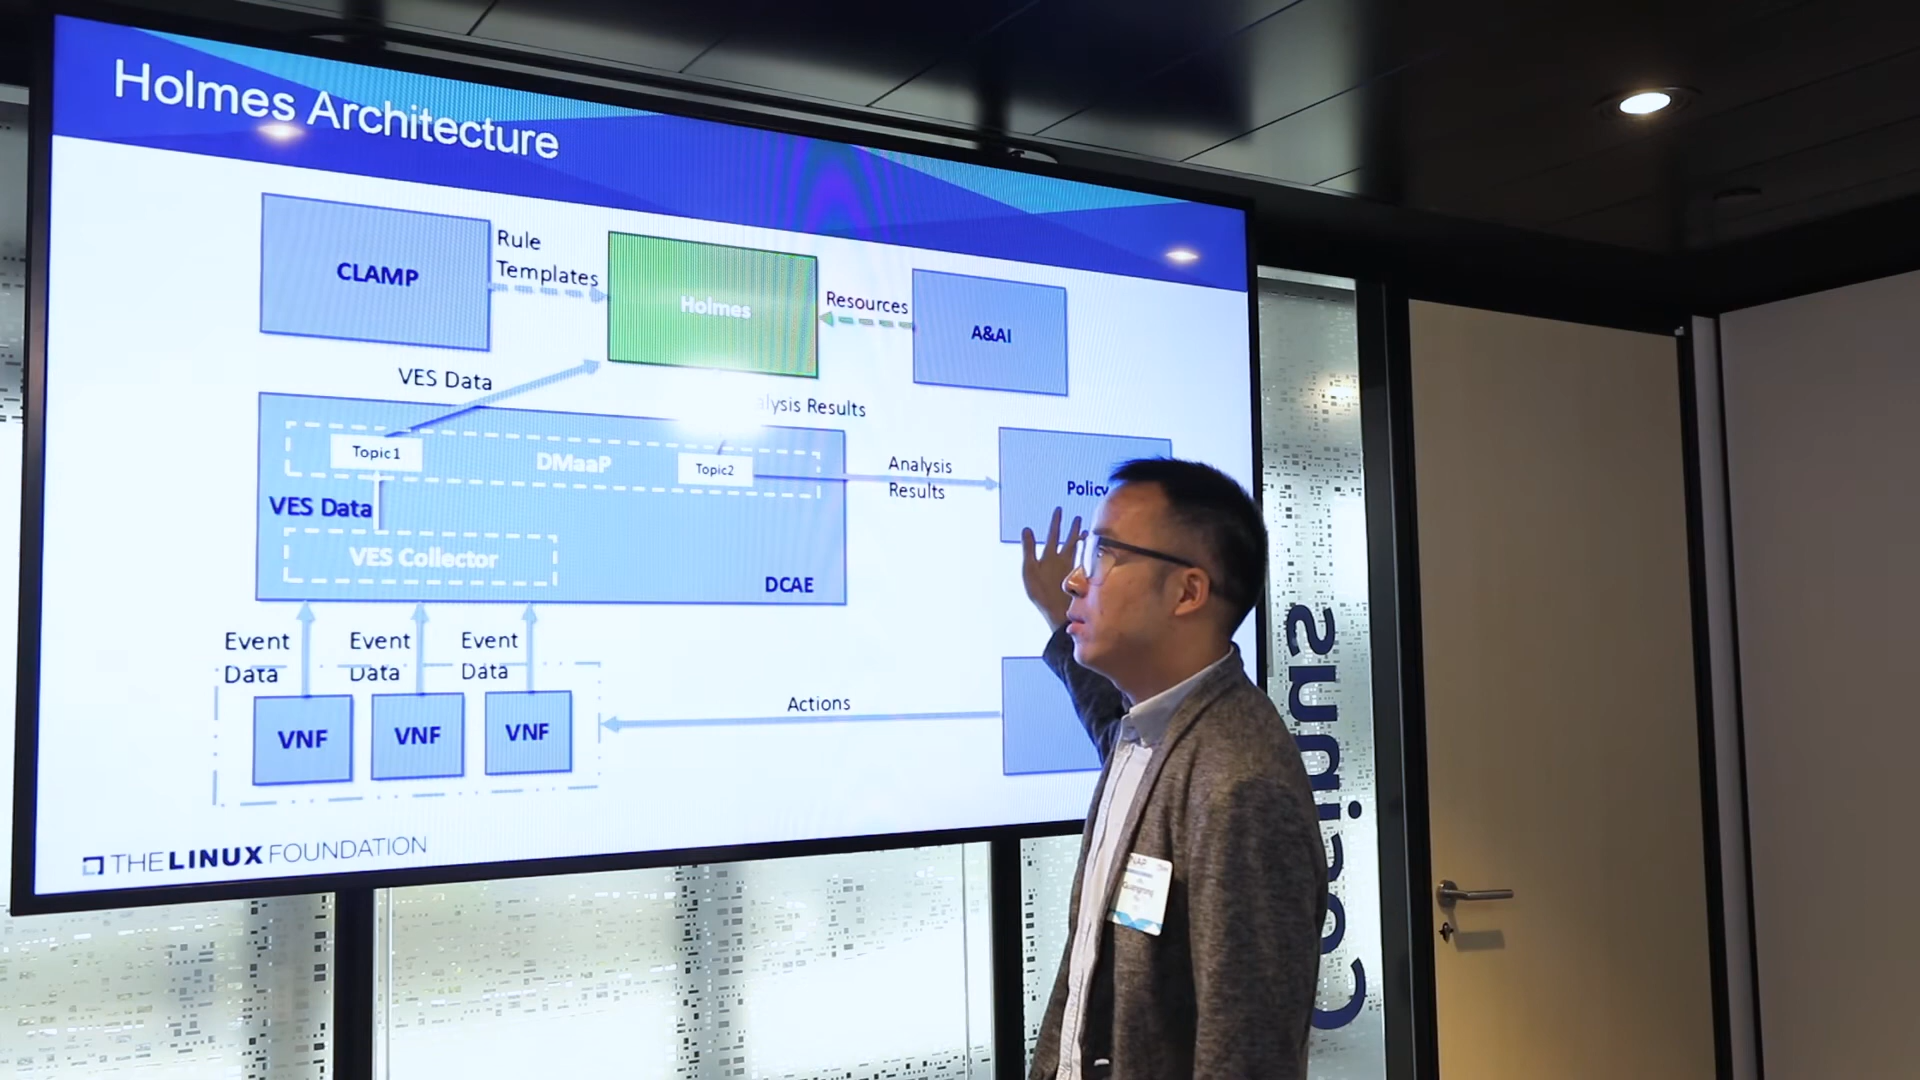 Holmes Architecture
CLAMP
Rule
Templates
Holmes
Resources
A&AI
VES Data
alysis Results
Topic1
DMaaP
Topic2
Analysis
Results
Policy
VES Data
VES Collector
DCAE
Event
Data
Event
Data
Event
Data
VNF
VNF
VNF
Actions
THE LINUX FOUNDATION
Cocinus